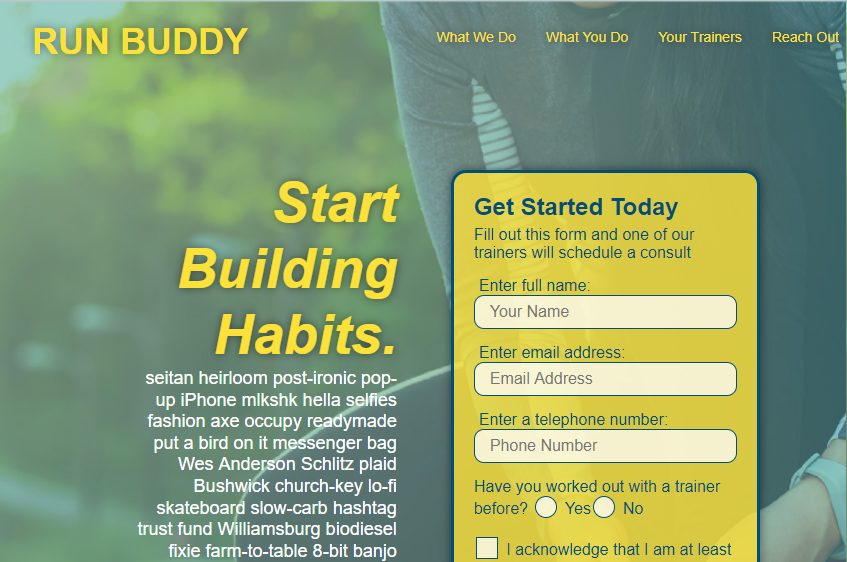 RUN BUDDY
What We Do
What You Do
Your Trainers
Reach Out
Start
Building
Habits.
seitan heirloom post-ironic pop-
up iPhone mlkshk hella selfies
fashion axe occupy readymade
put a bird on it messenger bag
Wes Anderson Schlitz plaid
Bushwick church-key lo-fi
skateboard slow-carb hashtag
trust fund Williamsburg biodiesel
fixie farm-to-table 8-bit banjo
Get Started Today
Fill out this form and one of our
trainers will schedule a consult
Enter full name:
Your Name
Enter email address:
Email Address
Enter a telephone number:
Phone Number
Have you worked out with a trainer
before? Yes No
I acknowledge that I am at least